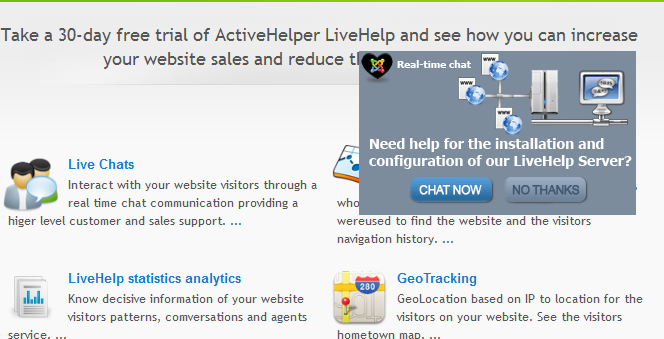 Take a 30-day free trial of ActiveHelper LiveHelp and see how you can increase
your website sales and reduce
Real-time chat
www
www
www
Need help for the installation and
configuration of our LiveHelp Server?
CHAT NOW
NO THANKS
Live Chats
Interact with your website visitors through a
real time chat communication providing a
higer level customer and sales support. ...
who
wereused to find the website and the visitors
navigation history. ...
LiveHelp statistics analytics
Know decisive information of your website
visitors patterns, comversations and agents
service. ...
280
GeoTracking
GeoLocation based on IP to location for the
visitors on your website. See the visitors
hometown map. ...